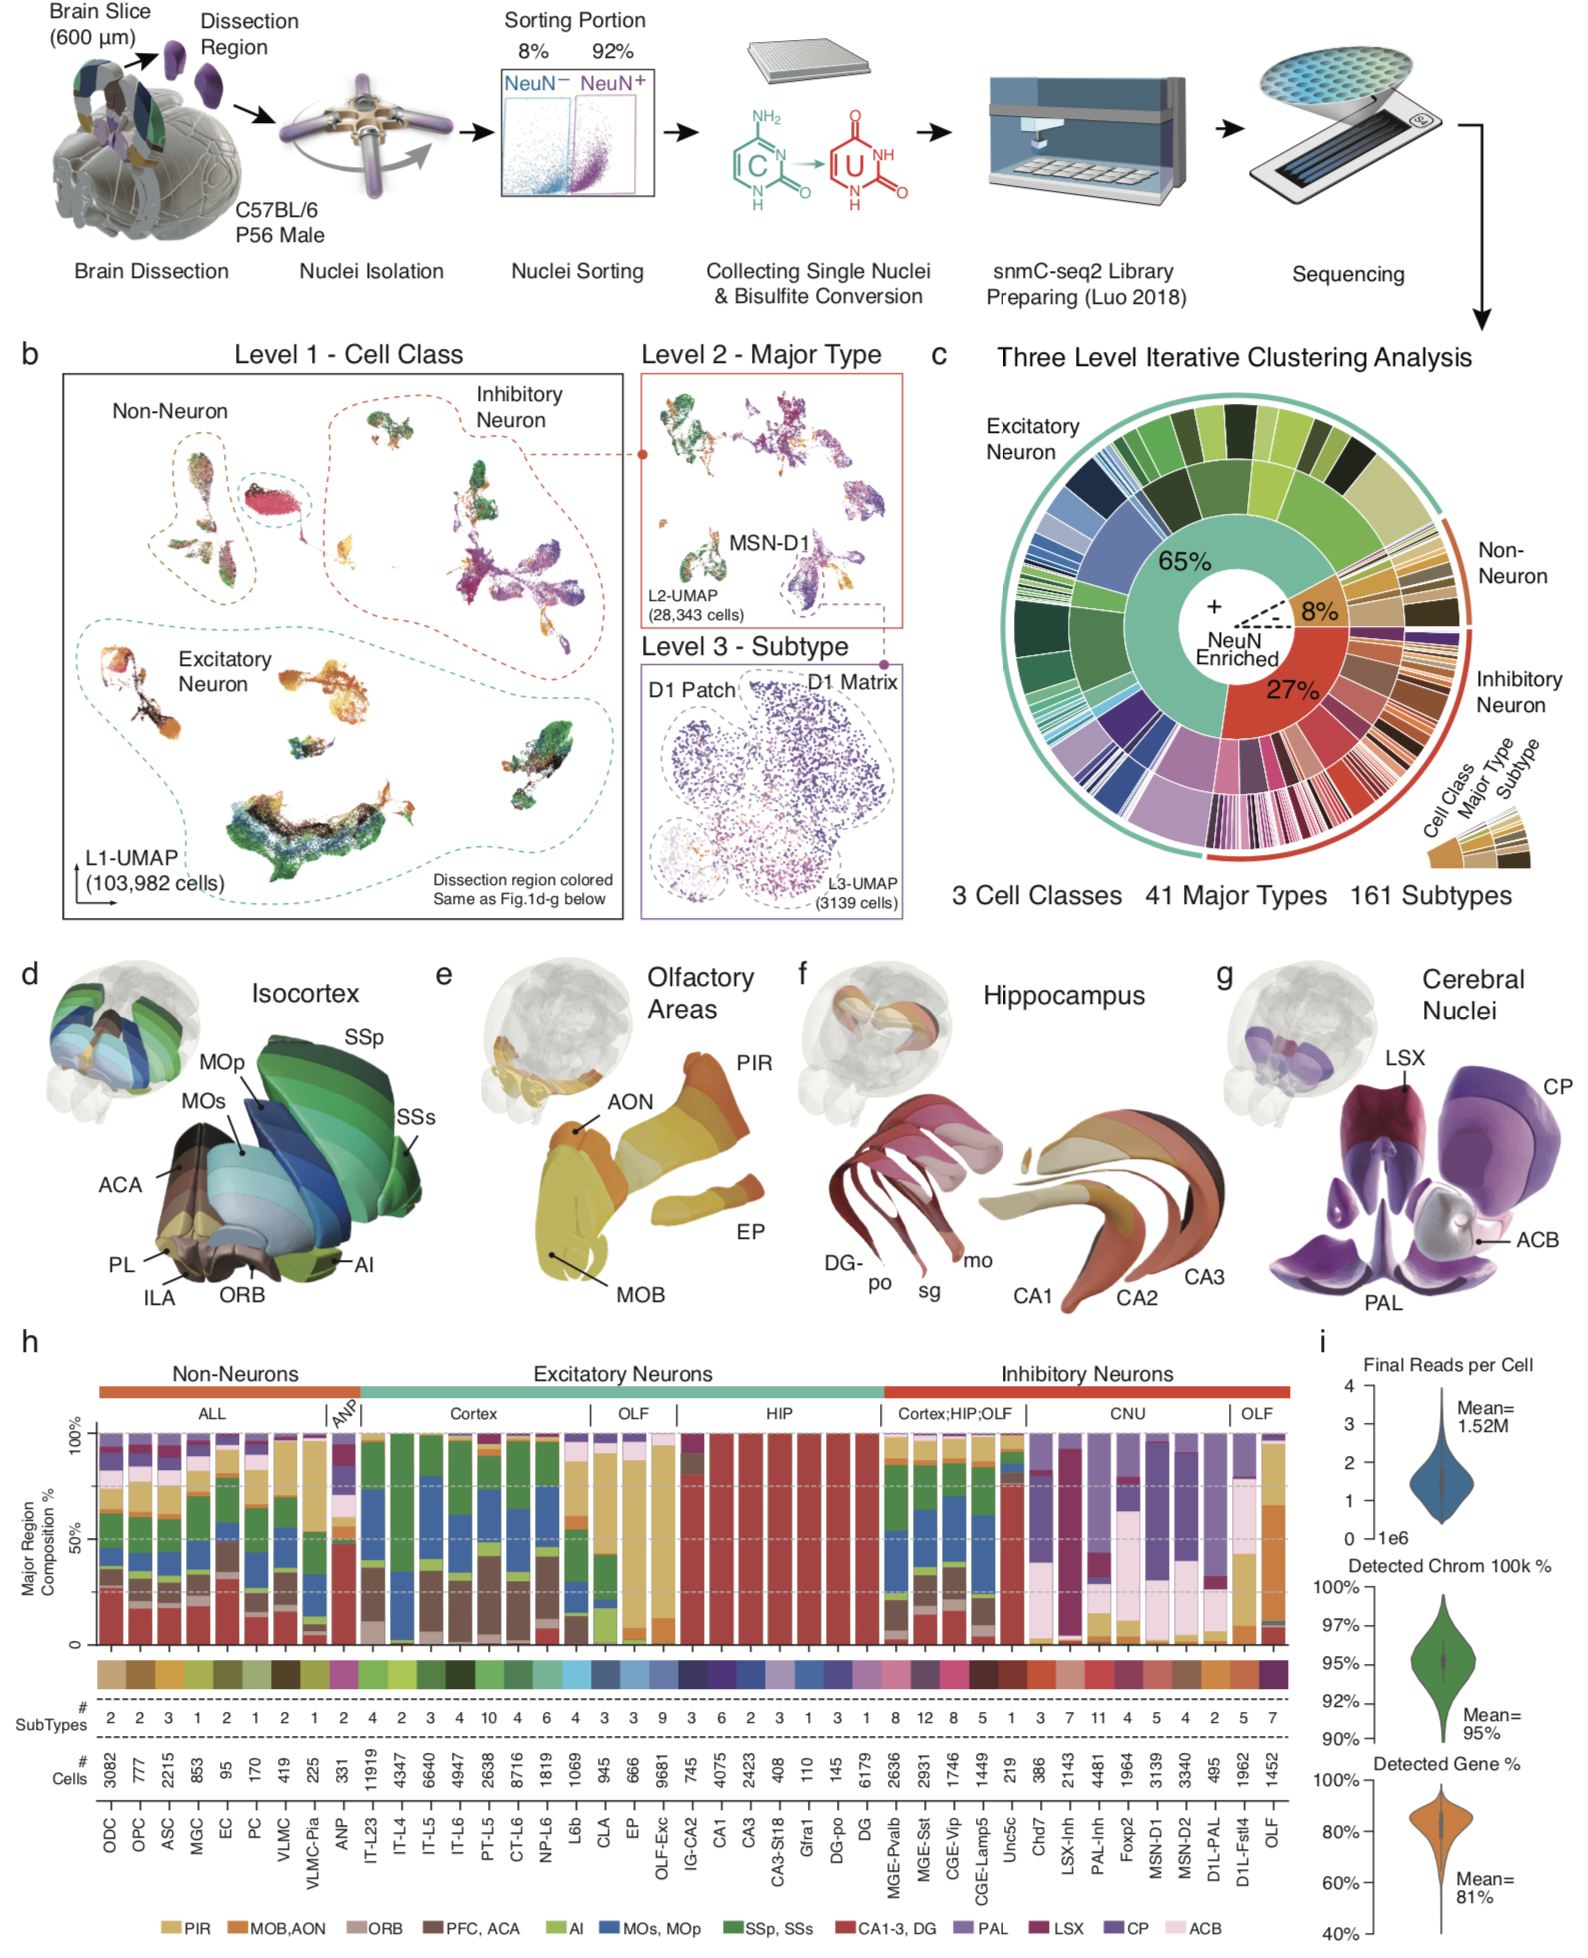 Brain Slice
(600 µm)
Dissection
Region
C57BL/6
P56 Male
Brain Dissection
Nuclei Isolation
Sorting Portion
8% 92%
NeuN− NeuN+
Nuclei Sorting
NH2
C
N
O
N
H
O
U
NH
O
N
H
Collecting Single Nuclei
& Bisulfite Conversion
snmC-seq2 Library
Preparing (Luo 2018)
S4
Sequencing
b
Level 1 - Cell Class
Non-Neuron
Inhibitory
Neuron
Excitatory
Neuron
L1-UMAP
(103,982 cells)
Dissection region colored
Same as Fig.1d-g below
Level 2 - Major Type
MSN-D1
L2-UMAP
(28,343 cells)
Level 3 - Subtype
D1 Patch
D1 Matrix
L3-UMAP
(3139 cells)
c
Three Level Iterative Clustering Analysis
Excitatory
Neuron
Non-
Neuron
Inhibitory
Neuron
65%
8%
27%
+
-
NeuN
Enriched
Cell Class
Major Type
Subtype
3 Cell Classes 41 Major Types 161 Subtypes
d
Isocortex
SSp
MOp
MOs
SSs
ACA
PL
ILA
ORB
AI
e
Olfactory
Areas
PIR
AON
EP
MOB
f
Hippocampus
DG-
po
sg
mo
CA1
CA2
CA3
g
Cerebral
Nuclei
LSX
CP
ACB
PAL
h
Non-Neurons Excitatory Neurons Inhibitory Neurons
ALL ANP Cortex OLF HIP Cortex;HIP;OLF CNU OLF
Major Region
Composition %
100%
50%
0
#
SubTypes
2 2 3 1 2 1 2 1 2 4 2 3 4 10 4 6 4 3 3 9 3 6 2 3 1 3 1 8 12 8 5 1 3 7 11 4 5 4 2 5 7
#
Cells
3082 777 2215 853 95 170 419 225 331 11919 4347 6640 4947 2638 8716 1819 1069 945 666 9681 745 4075 2423 408 110 145 6179 2636 2931 1746 1449 219 386 2143 4481 1964 3139 3340 495 1962 1452
ODC OPC ASC MGC EC PC VLMC VLMC-Pia ANP IT-L23 IT-L4 IT-L5 IT-L6 PT-L5 CT-L6 NP-L6 L6b CLA EP OLF-Exc IG-CA2 CA1 CA3 CA3-St18 Gfra1 DG-po DG MGE-Pvalb MGE-Sst CGE-Vip CGE-Lamp5 Unc5c Chd7 LSX-Inh PAL-Inh Foxp2 MSN-D1 MSN-D2 D1L-PAL D1L-Fstl4 OLF
PIR MOB,AON ORB PFC, ACA AI MOs, MOp SSp, SSs CA1-3, DG PAL LSX CP ACB
i
Final Reads per Cell
4
3
2
1
0
1e6
Mean=
1.52M
Detected Chrom 100k %
100%
97%
95%
92%
90%
Mean=
95%
Detected Gene %
100%
80%
60%
40%
Mean=
81%